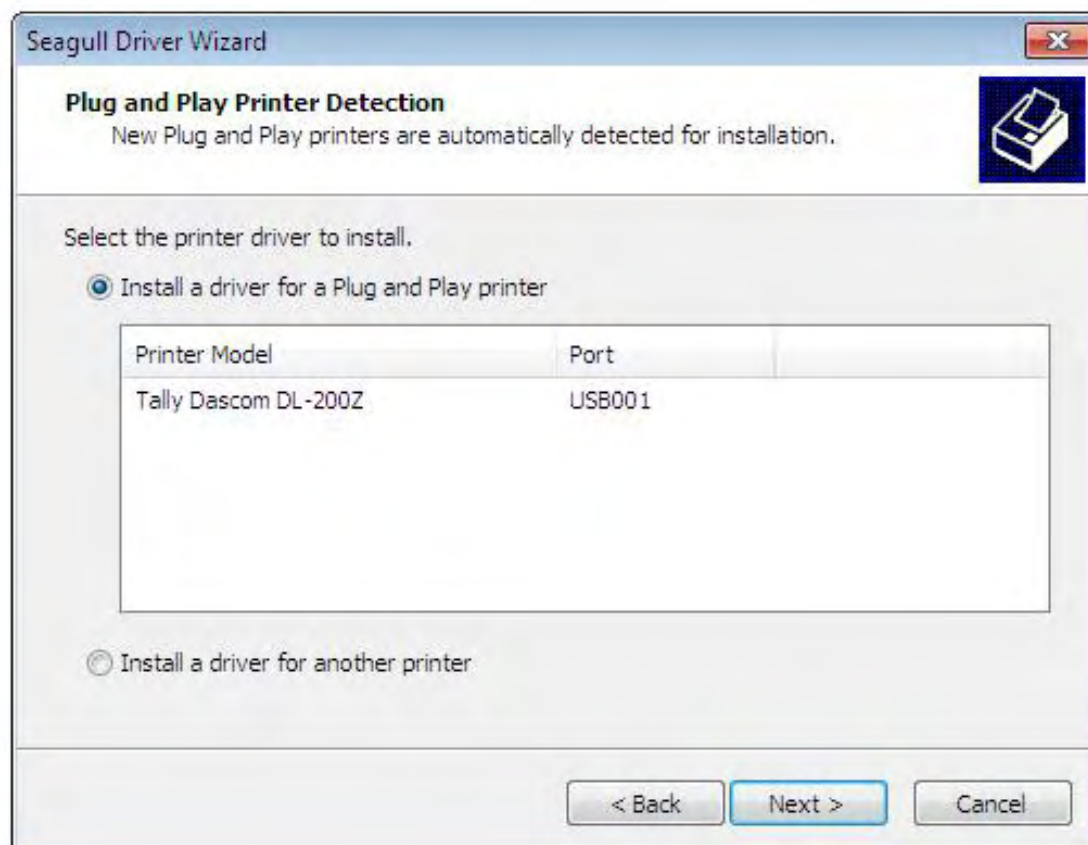 Seagull Driver Wizard
Plug and Play Printer Detection
New Plug and Play printers are automatically detected for installation.
Select the printer driver to install.
Install a driver for a Plug and Play printer
Printer Model Port
Tally Dascom DL-200Z USB001
Install a driver for another printer
< Back Next > Cancel